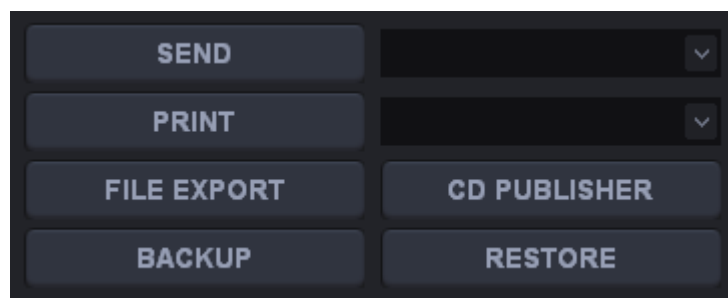 SEND
PRINT
FILE EXPORT CD PUBLISHER
BACKUP RESTORE